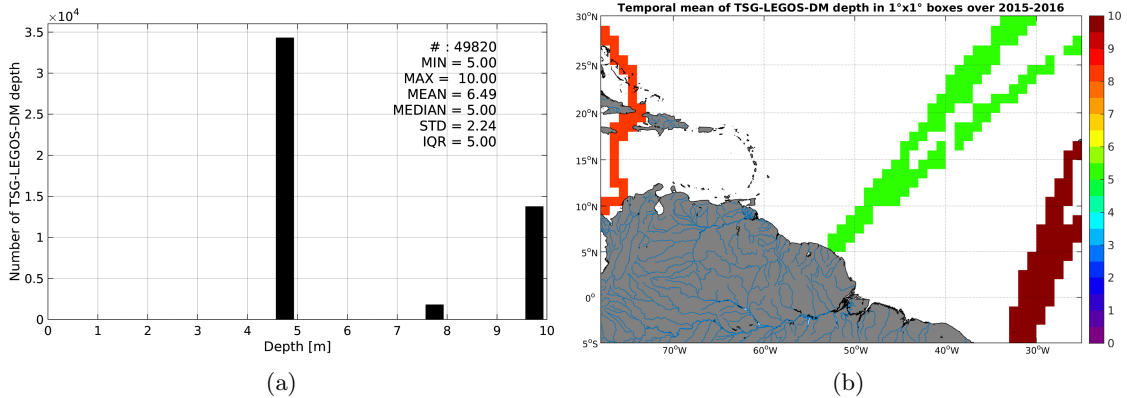 ×10⁴
3.5
3
2.5
2
1.5
1
0.5
0
Number of TSG-LEGOS-DM depth
# : 49820
MIN = 5.00
MAX = 10.00
MEAN = 6.49
MEDIAN = 5.00
STD = 2.24
IQR = 5.00
0 1 2 3 4 5 6 7 8 9 10
Depth [m]
(a)
Temporal mean of TSG-LEGOS-DM depth in 1°x1° boxes over 2015-2016
30°N
25°N
20°N
15°N
10°N
5°N
0°
5°S
70°W 60°W 50°W 40°W 30°W
10
9
8
7
6
5
4
3
2
1
0
(b)